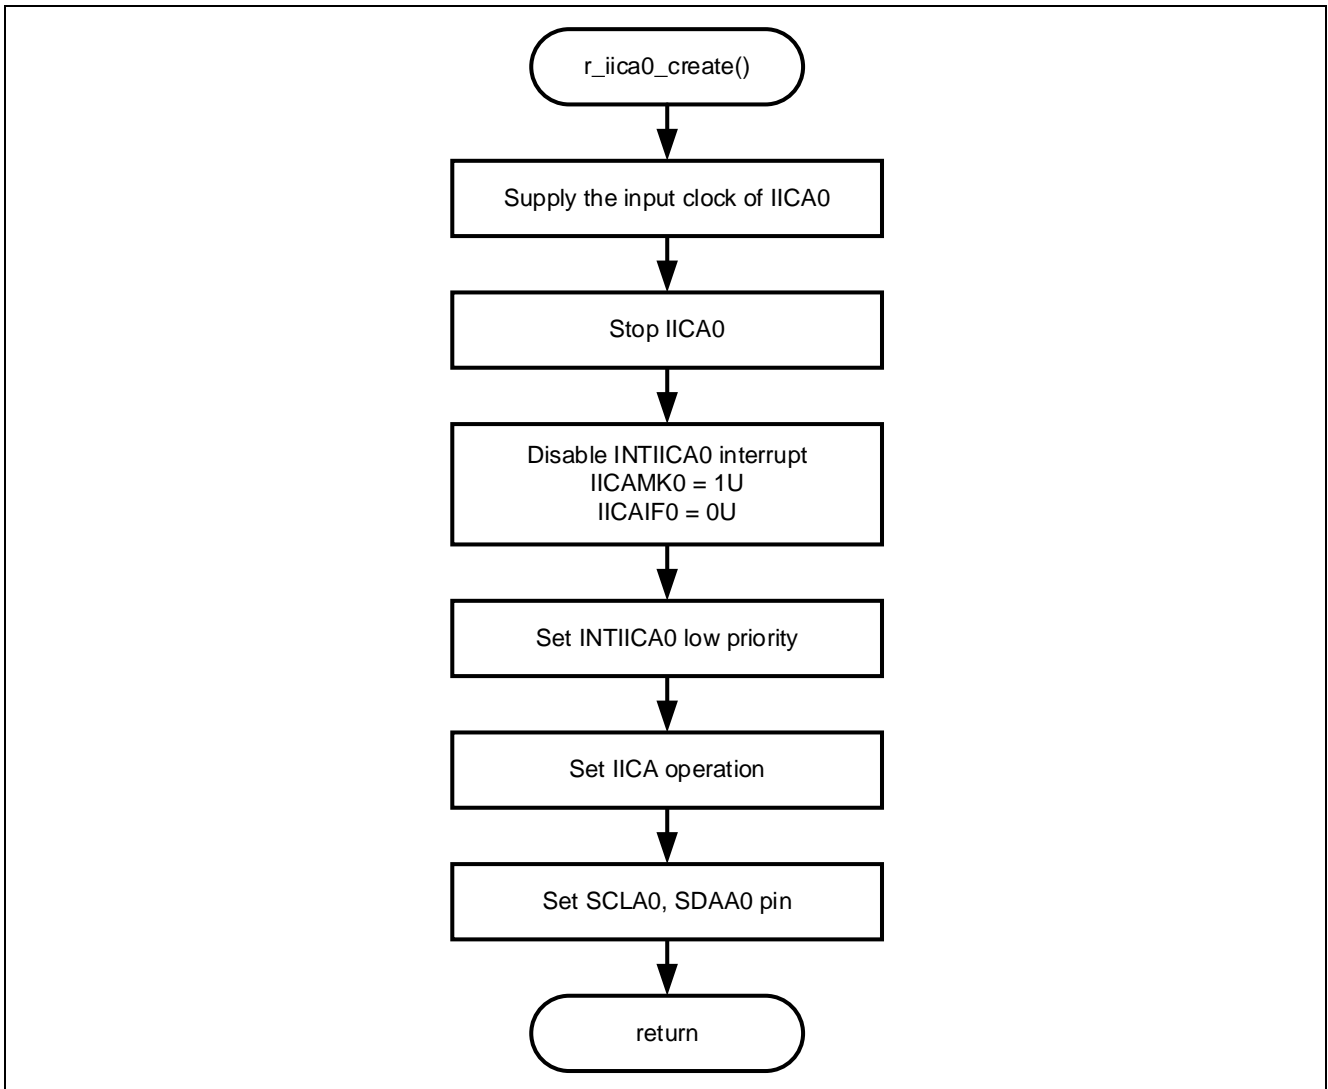 r_iica0_create()
Supply the input clock of IICA0
Stop IICA0
Disable INTIICA0 interrupt
IICAMK0 = 1U
IICAIF0 = 0U
Set INTIICA0 low priority
Set IICA operation
Set SCLA0, SDAA0 pin
return